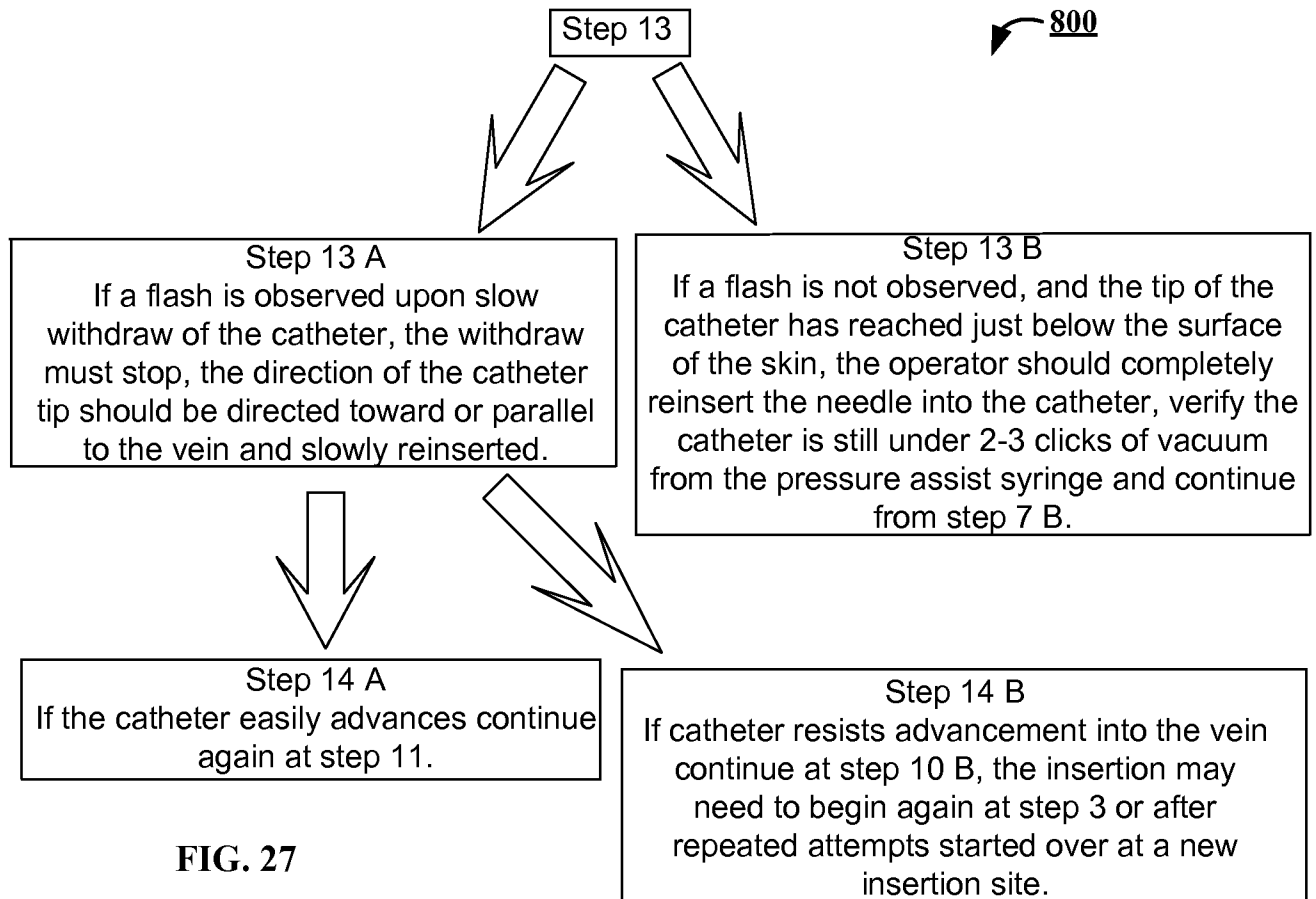 Step 13
800
Step 13 A
If a flash is observed upon slow
withdraw of the catheter, the withdraw
must stop, the direction of the catheter
tip should be directed toward or parallel
to the vein and slowly reinserted.
Step 13 B
If a flash is not observed, and the tip of the
catheter has reached just below the surface
of the skin, the operator should completely
reinsert the needle into the catheter, verify the
catheter is still under 2-3 clicks of vacuum
from the pressure assist syringe and continue
from step 7 B.
Step 14 A
If the catheter easily advances continue
again at step 11.
Step 14 B
If catheter resists advancement into the vein
continue at step 10 B, the insertion may
need to begin again at step 3 or after
repeated attempts started over at a new
insertion site.
FIG. 27